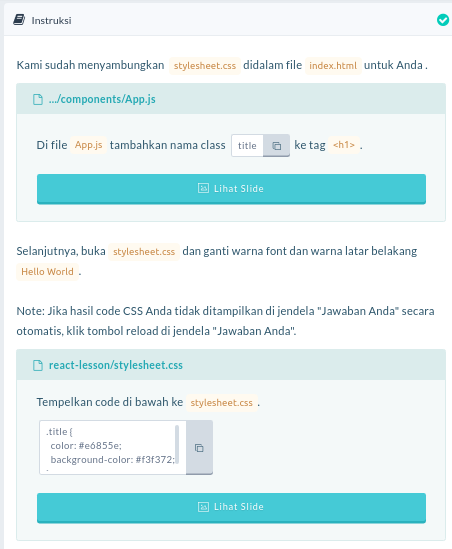 Instruksi
Kami sudah menyambungkan stylesheet.css didalam file index.html untuk Anda .
.../components/App.js
Di file App.js tambahkan nama class title ke tag <h1> .
Lihat Slide
Selanjutnya, buka stylesheet.css dan ganti warna font dan warna latar belakang
Hello World .
Note: Jika hasil code CSS Anda tidak ditampilkan di jendela "Jawaban Anda" secara
otomatis, klik tombol reload di jendela "Jawaban Anda".
react-lesson/stylesheet.css
Tempelkan code di bawah ke stylesheet.css .
.title {
color: #e6855e;
background-color: #f3f372;
Lihat Slide